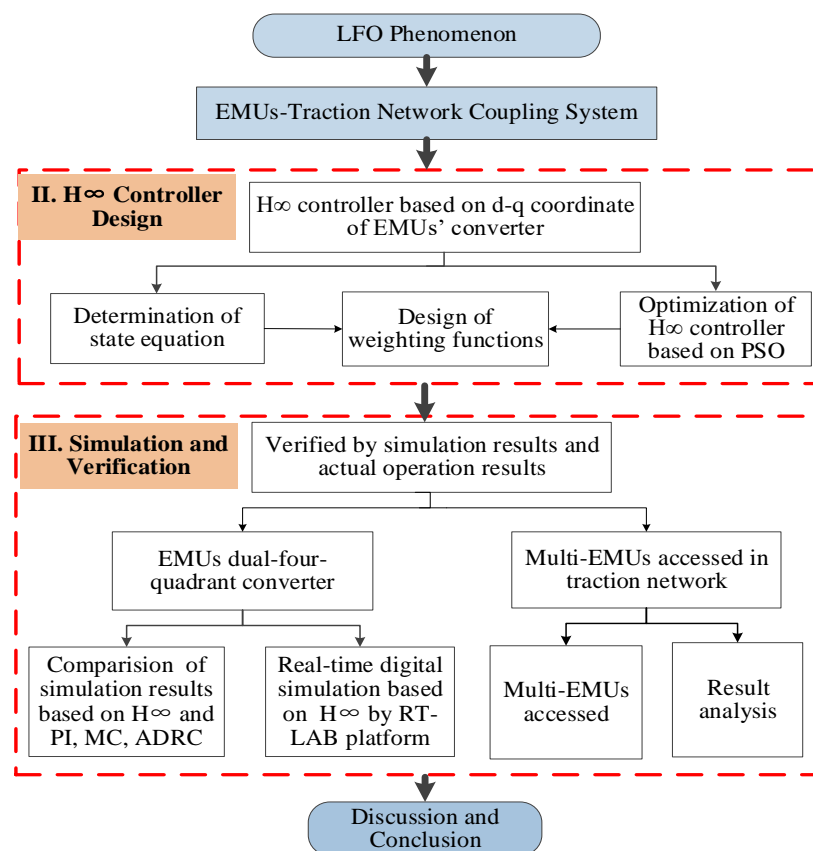 LFO Phenomenon
EMUs-Traction Network Coupling System
II. H∞ Controller
Design
H∞ controller based on d-q coordinate
of EMUs’ converter
Determination of
state equation
Design of
weighting functions
Optimization of
H∞ controller
based on PSO
III. Simulation and
Verification
Verified by simulation results and
actual operation results
EMUs dual-four-
quadrant converter
Multi-EMUs accessed in
traction network
Comparision of
simulation results
based on H∞ and
PI, MC, ADRC
Real-time digital
simulation based
on H∞ by RT-
LAB platform
Multi-EMUs
accessed
Result
analysis
Discussion and
Conclusion